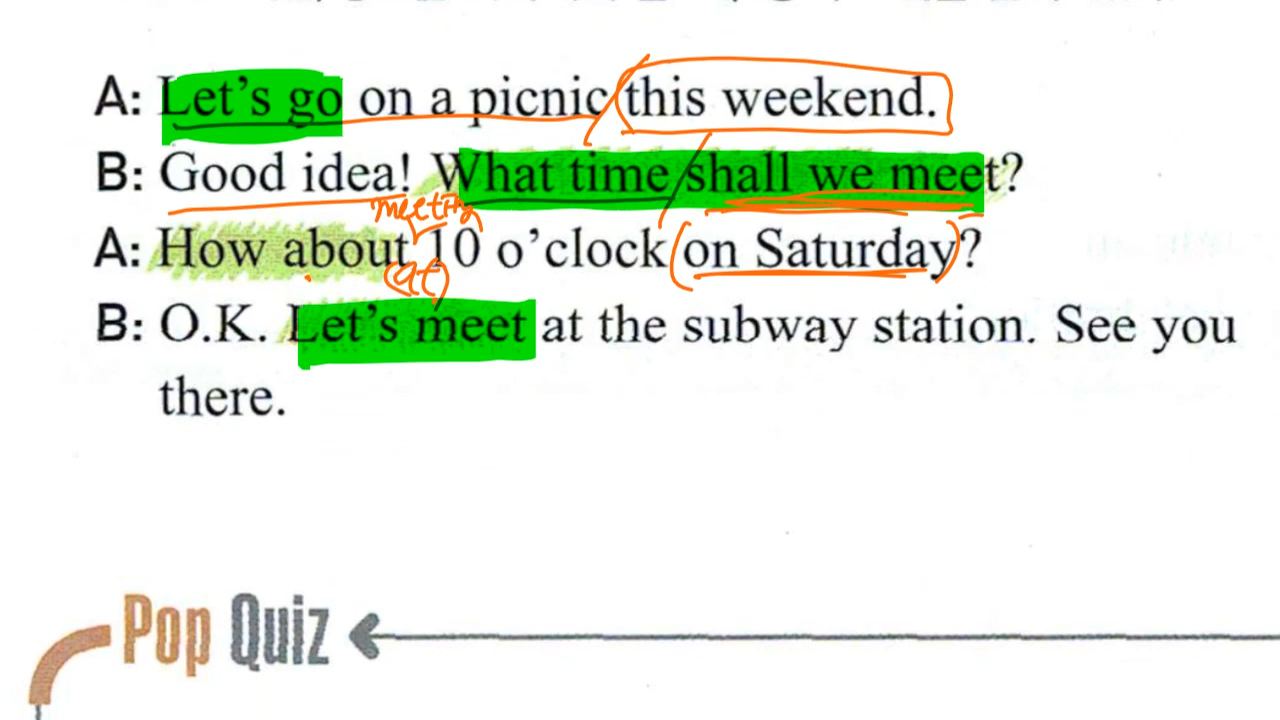 A: Let's go on a picnic this weekend.
B: Good idea! What time shall we meet?
meeting
A: How about 10 o'clock on Saturday?
(at)
B: O.K. Let's meet at the subway station. See you
there.
Pop Quiz